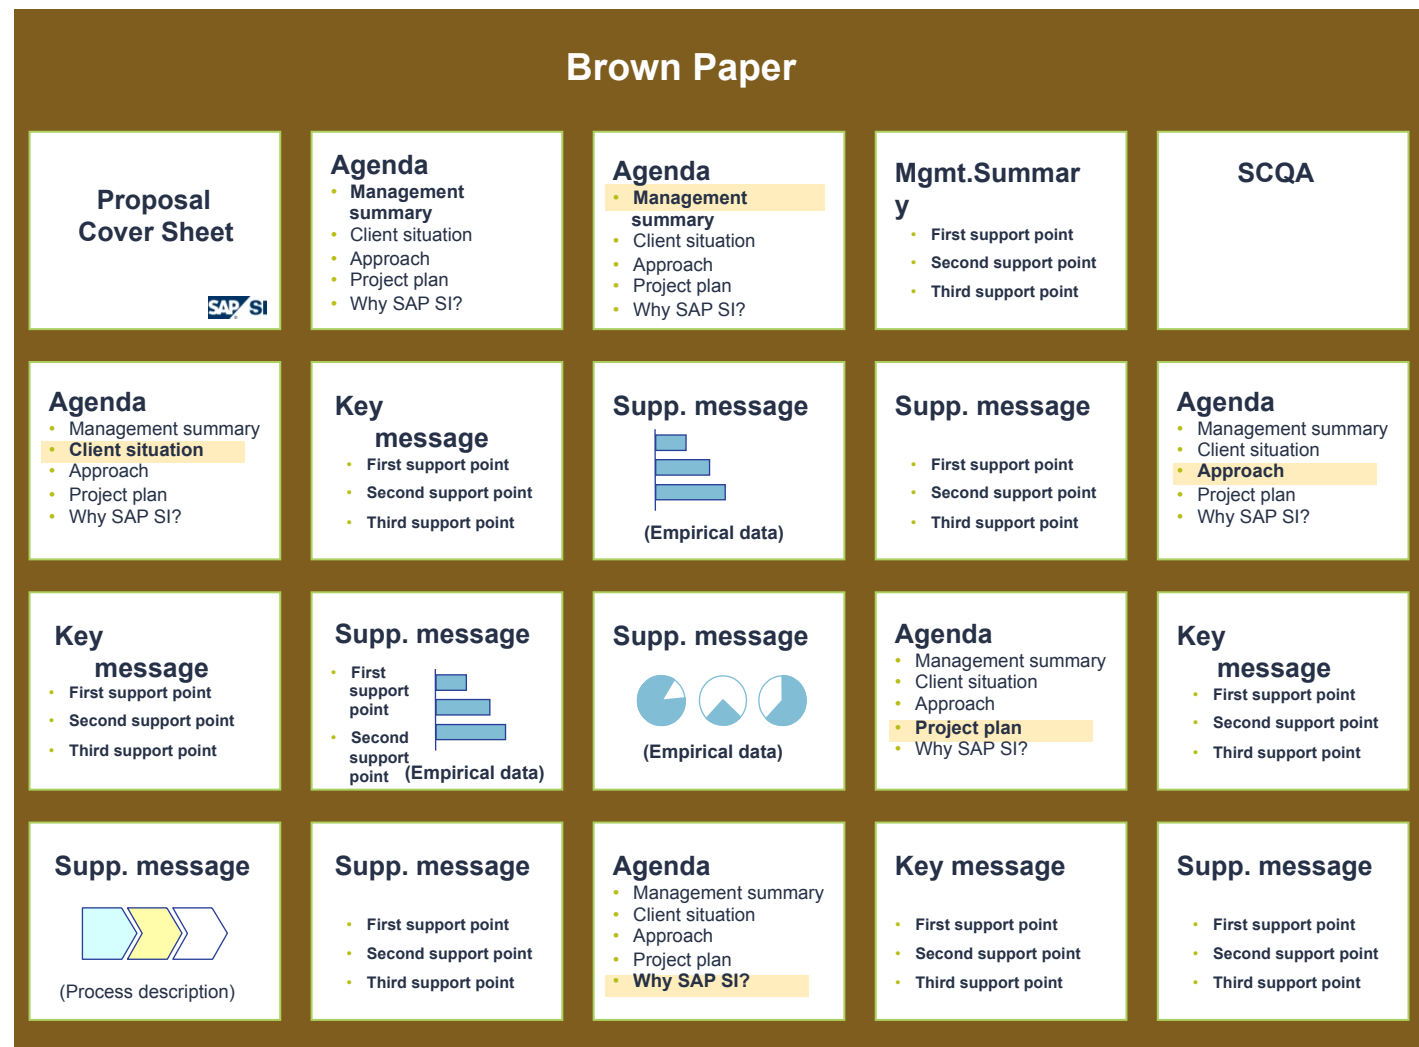 Brown Paper
Proposal
Cover Sheet
SAP SI
Agenda
• Management
summary
• Client situation
• Approach
• Project plan
• Why SAP SI?
Agenda
• Management
summary
• Client situation
• Approach
• Project plan
• Why SAP SI?
Mgmt.Summar
y
• First support point
• Second support point
• Third support point
SCQA
Agenda
• Management summary
• Client situation
• Approach
• Project plan
• Why SAP SI?
Key
message
• First support point
• Second support point
• Third support point
Supp. message
(Empirical data)
Supp. message
• First support point
• Second support point
• Third support point
Agenda
• Management summary
• Client situation
• Approach
• Project plan
• Why SAP SI?
Key
message
• First support point
• Second support point
• Third support point
Supp. message
• First
support
point
• Second
support
point
(Empirical data)
Supp. message
(Empirical data)
Agenda
• Management summary
• Client situation
• Approach
• Project plan
• Why SAP SI?
Key
message
• First support point
• Second support point
• Third support point
Supp. message
(Process description)
Supp. message
• First support point
• Second support point
• Third support point
Agenda
• Management summary
• Client situation
• Approach
• Project plan
• Why SAP SI?
Key message
• First support point
• Second support point
• Third support point
Supp. message
• First support point
• Second support point
• Third support point